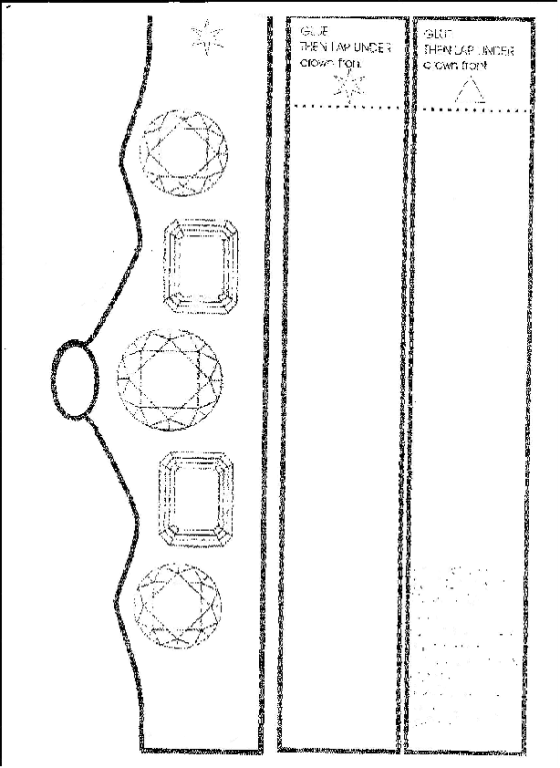 GLUE
THEN LAP UNDER
crown front
GLUE
THEN LAP UNDER
crown front